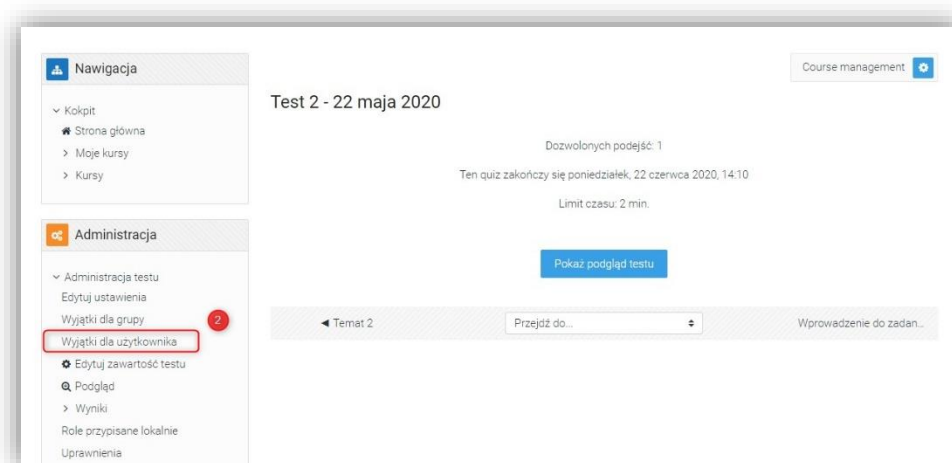 Nawigacja
Kokpit
Strona główna
Moje kursy
Kursy
Administracja
Administracja testu
Edytuj ustawienia
Wyjątki dla grupy
2
Wyjątki dla użytkownika
Edytuj zawartość testu
Podgląd
Wyniki
Role przypisane lokalnie
Uprawnienia
Course management
Test 2 - 22 maja 2020
Dozwolonych podejść: 1
Ten quiz zakończy się poniedziałek, 22 czerwca 2020, 14:10
Limit czasu: 2 min.
Pokaż podgląd testu
◄ Temat 2
Przejdź do...
Wprowadzenie do zadan...